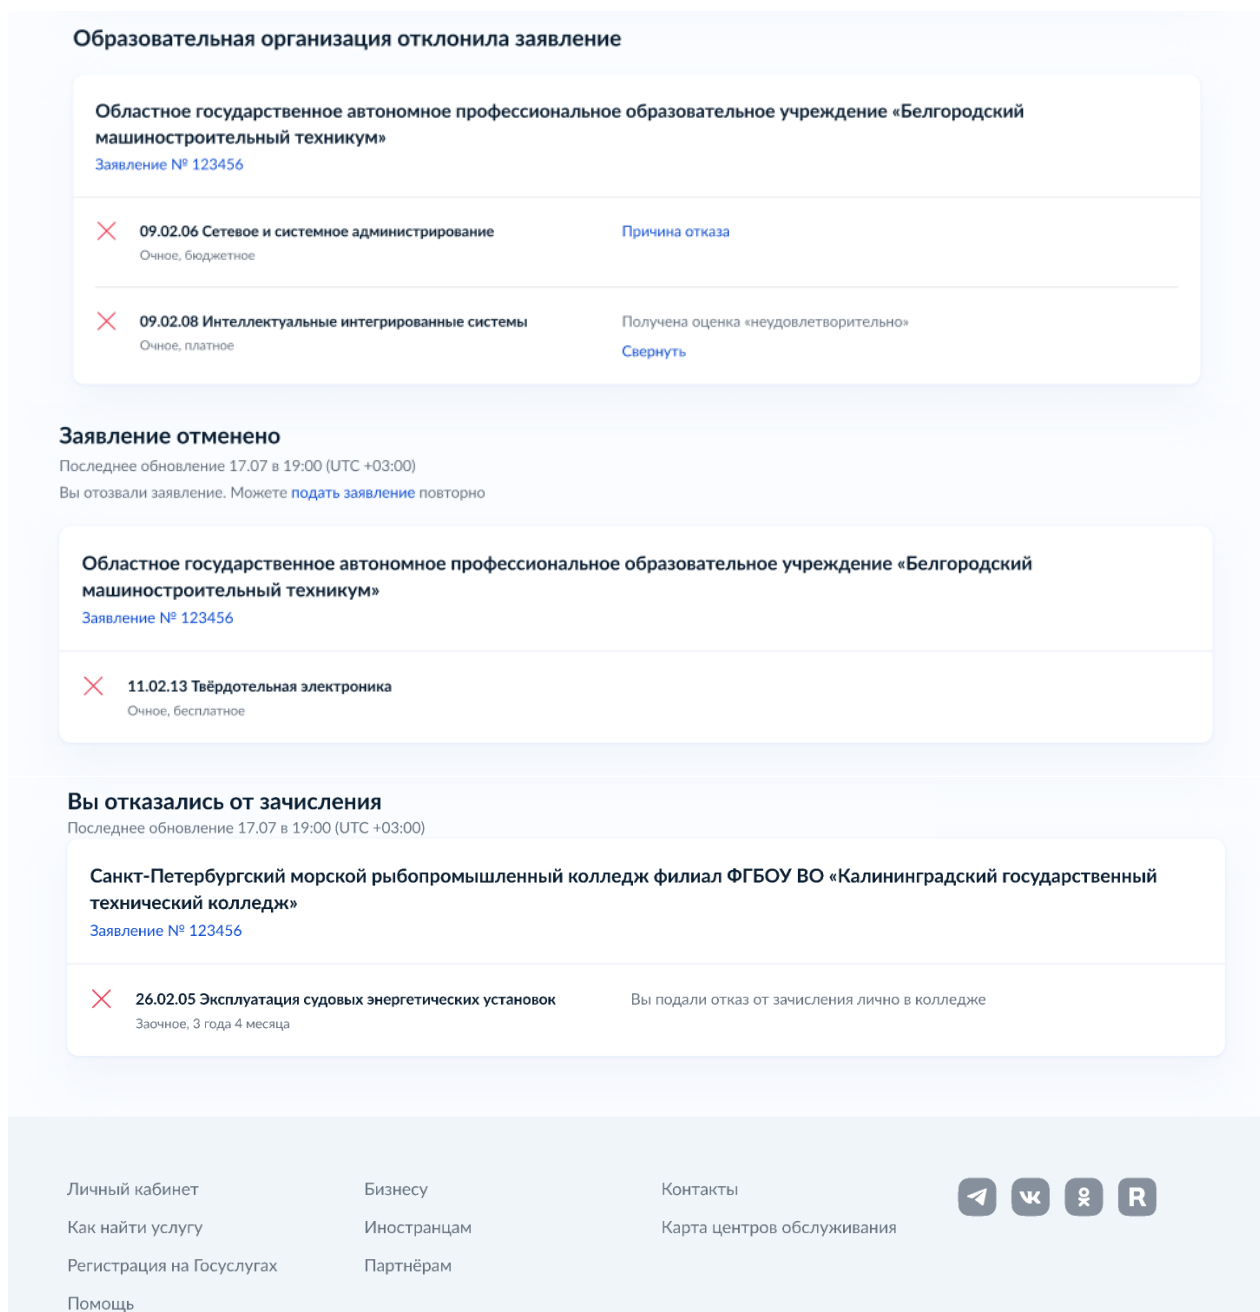 Образовательная организация отклонила заявление
Областное государственное автономное профессиональное образовательное учреждение «Белгородский
машиностроительный техникум»
Заявление № 123456
09.02.06 Сетевое и системное администрирование
Причина отказа
Очное, бюджетное
09.02.08 Интеллектуальные интегрированные системы
Получена оценка «неудовлетворительно»
Очное, платное
Свернуть
Заявление отменено
Последнее обновление 17.07 в 19:00 (UTC +03:00)
Вы отозвали заявление. Можете подать заявление повторно
Областное государственное автономное профессиональное образовательное учреждение «Белгородский
машиностроительный техникум»
Заявление № 123456
11.02.13 Твёрдотельная электроника
Очное, бесплатное
Вы отказались от зачисления
Последнее обновление 17.07 в 19:00 (UTC +03:00)
Санкт-Петербургский морской рыбопромышленный колледж филиал ФГБОУ ВО «Калининградский государственный
технический колледж»
Заявление № 123456
26.02.05 Эксплуатация судовых энергетических установок
Вы подали отказ от зачисления лично в колледже
Заочное, 3 года 4 месяца
Личный кабинет
Как найти услугу
Регистрация на Госуслугах
Помощь
Бизнесу
Иностранцам
Партнёрам
Контакты
Карта центров обслуживания